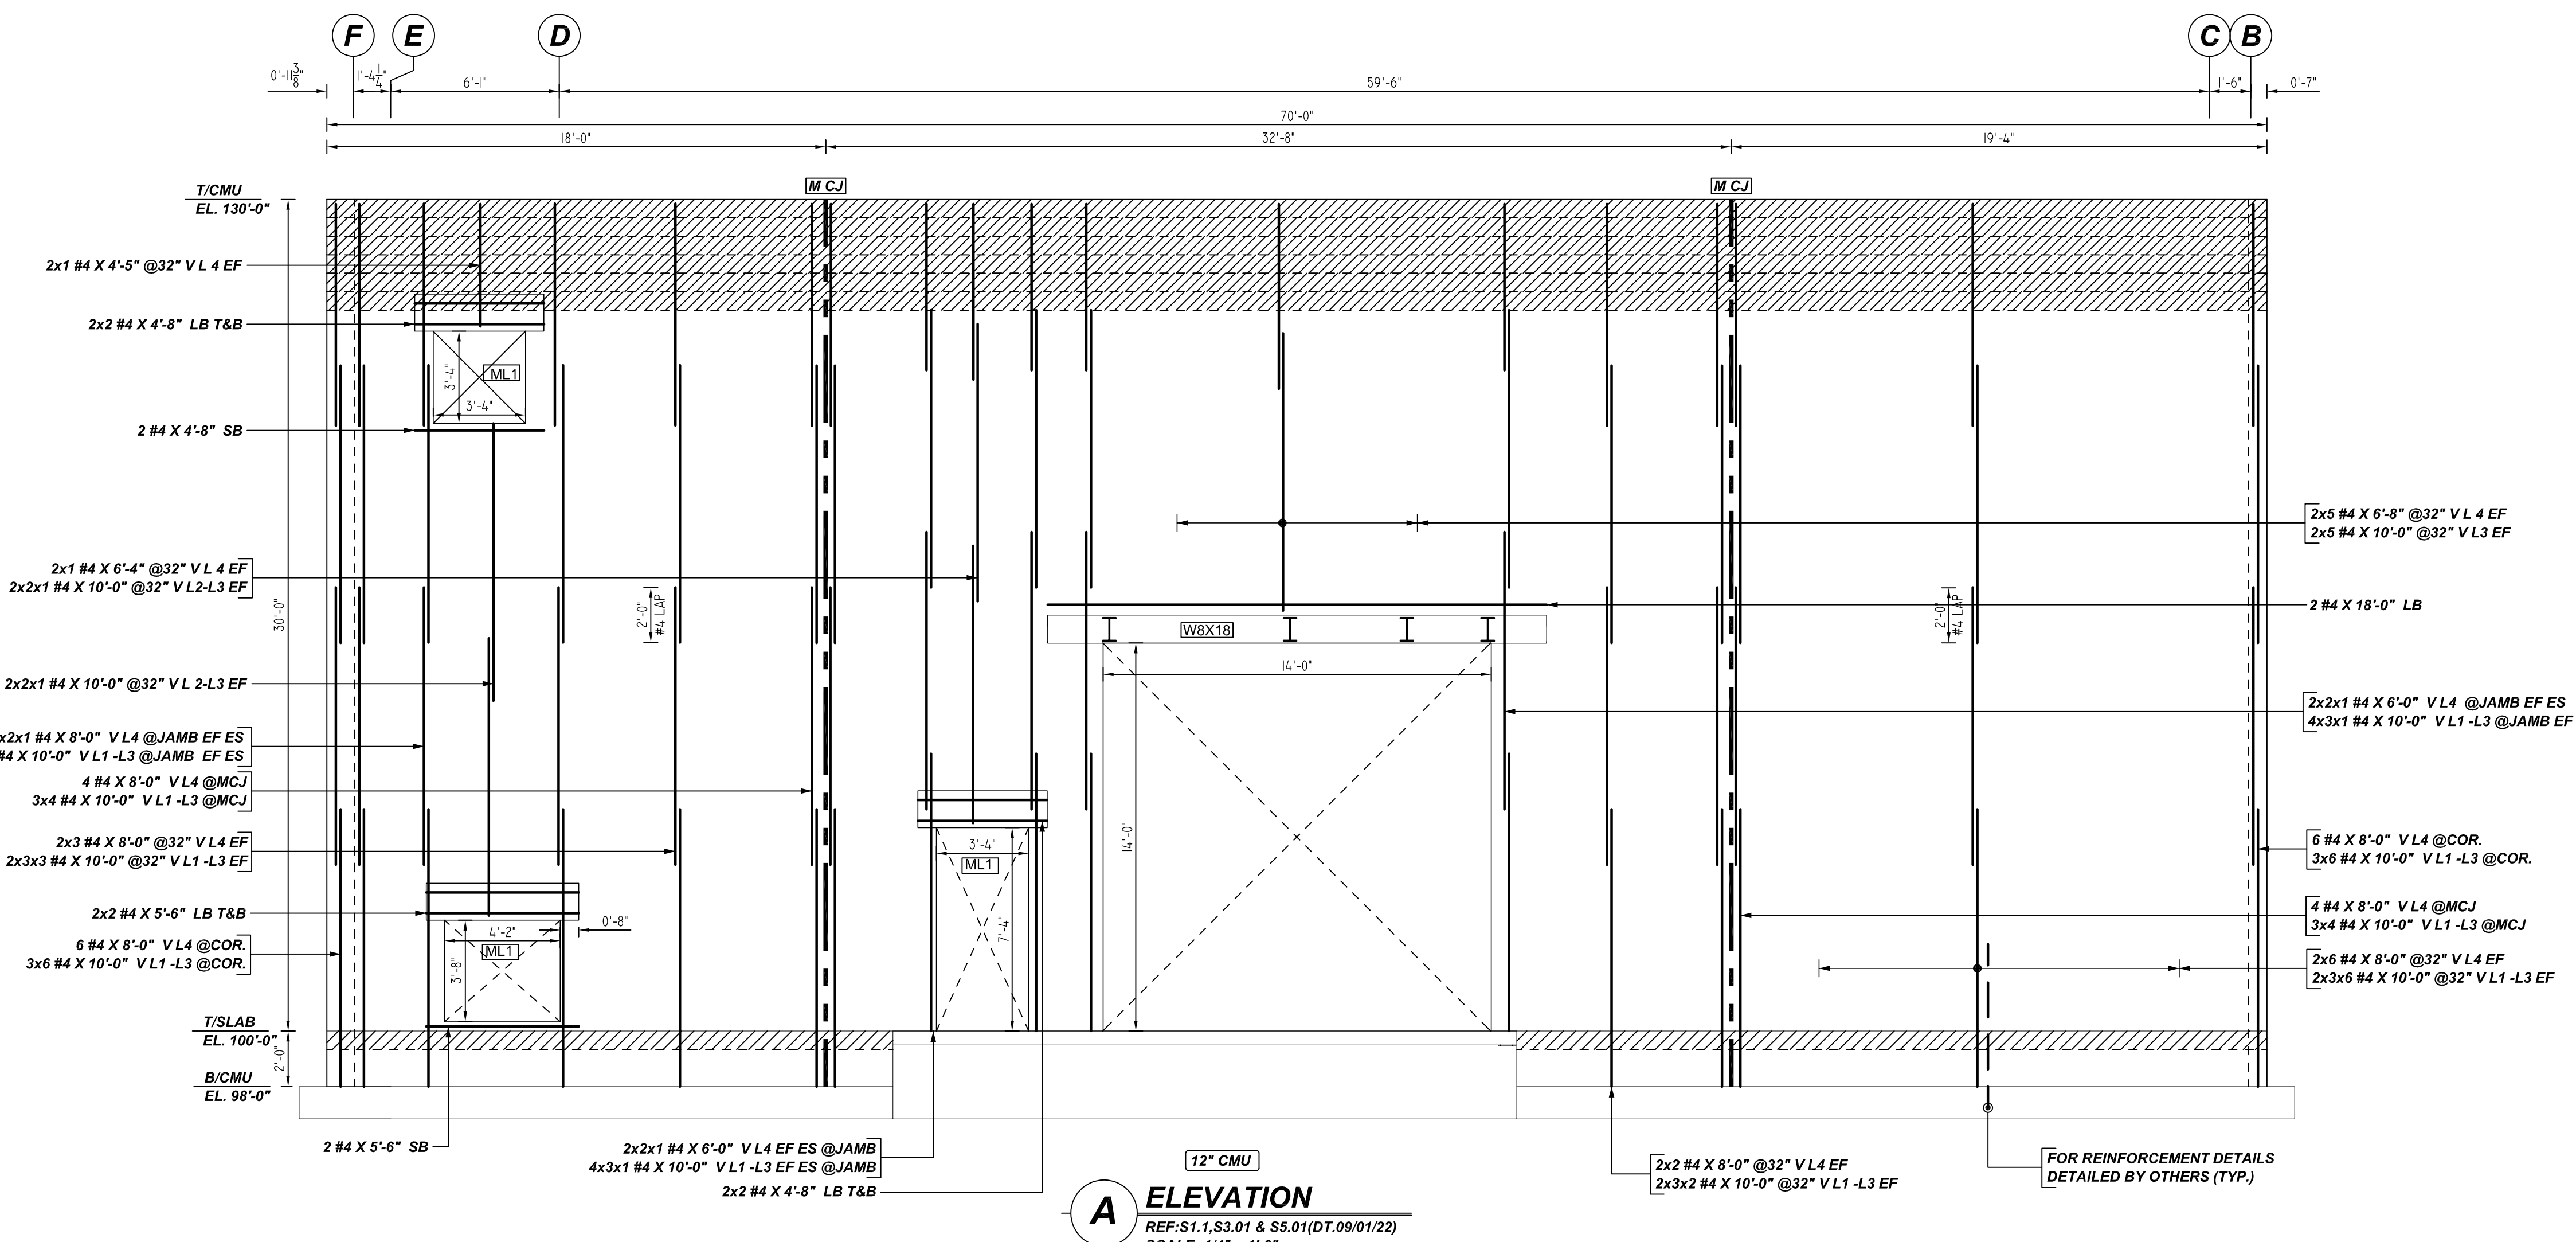 F E D C B
0'-11 3/8" 1'-4 1/4" 6'-1" 59'-6" 1'-6" 0'-7"
70'-0"
18'-0" 32'-8" 19'-4"
M CJ M CJ
T/CMU
EL. 130'-0"
2x1 #4 X 4'-5" @32" V L 4 EF
2x2 #4 X 4'-8" LB T&B
3'-4"
ML1
3'-4"
2 #4 X 4'-8" SB
2x5 #4 X 6'-8" @32" V L 4 EF
2x5 #4 X 10'-0" @32" V L3 EF
2x1 #4 X 6'-4" @32" V L 4 EF
2x2x1 #4 X 10'-0" @32" V L2-L3 EF
30'-0"
2'-0"
#4 LAP
2'-0"
#4 LAP
2 #4 X 18'-0" LB
W8X18
14'-0"
2x2x1 #4 X 10'-0" @32" V L 2-L3 EF
2x2x1 #4 X 6'-0" V L4 @JAMB EF ES
4x3x1 #4 X 10'-0" V L1 -L3 @JAMB EF
x2x1 #4 X 8'-0" V L4 @JAMB EF ES
#4 X 10'-0" V L1 -L3 @JAMB EF ES
4 #4 X 8'-0" V L4 @MCJ
3x4 #4 X 10'-0" V L1 -L3 @MCJ
14'-0"
2x3 #4 X 8'-0" @32" V L4 EF
2x3x3 #4 X 10'-0" @32" V L1 -L3 EF
3'-4"
ML1
7'-4"
6 #4 X 8'-0" V L4 @COR.
3x6 #4 X 10'-0" V L1 -L3 @COR.
2x2 #4 X 5'-6" LB T&B
0'-8"
4'-2"
ML1
3'-8"
4 #4 X 8'-0" V L4 @MCJ
3x4 #4 X 10'-0" V L1 -L3 @MCJ
6 #4 X 8'-0" V L4 @COR.
3x6 #4 X 10'-0" V L1 -L3 @COR.
2x6 #4 X 8'-0" @32" V L4 EF
2x3x6 #4 X 10'-0" @32" V L1 -L3 EF
T/SLAB
EL. 100'-0"
2'-0"
B/CMU
EL. 98'-0"
2 #4 X 5'-6" SB
2x2x1 #4 X 6'-0" V L4 EF ES @JAMB
4x3x1 #4 X 10'-0" V L1 -L3 EF ES @JAMB
2x2 #4 X 4'-8" LB T&B
12" CMU
2x2 #4 X 8'-0" @32" V L4 EF
2x3x2 #4 X 10'-0" @32" V L1 -L3 EF
FOR REINFORCEMENT DETAILS
DETAILED BY OTHERS (TYP.)
A ELEVATION
REF:S1.1,S3.01 & S5.01(DT.09/01/22)